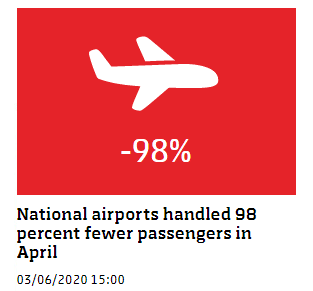 -98%
National airports handled 98
percent fewer passengers in
April
03/06/2020 15:00